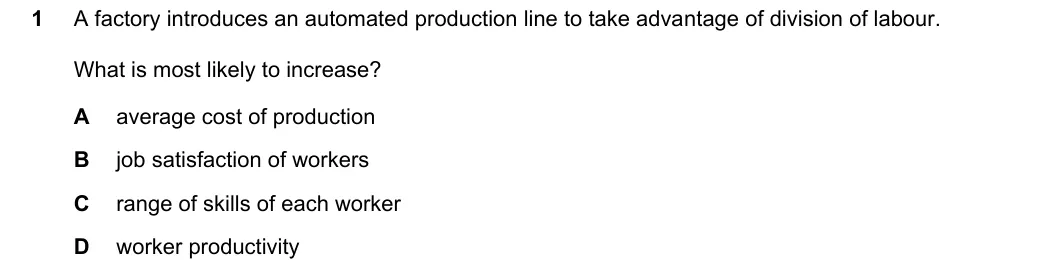 1 A factory introduces an automated production line to take advantage of division of labour.
What is most likely to increase?
A average cost of production
B job satisfaction of workers
C range of skills of each worker
D worker productivity